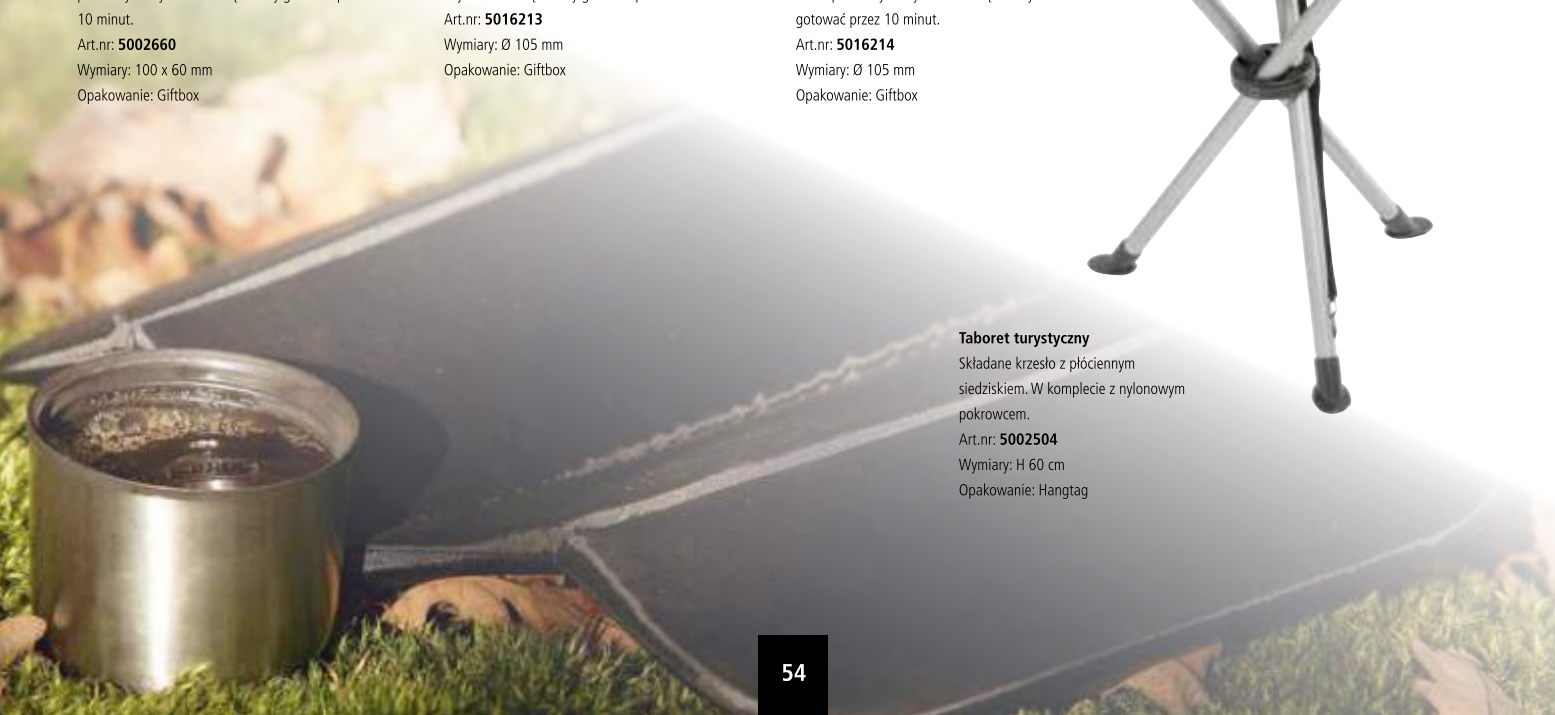 10 minut.
Art.nr: 5002660
Wymiary: 100 x 60 mm
Opakowanie: Giftbox
Art.nr: 5016213
Wymiary: Ø 105 mm
Opakowanie: Giftbox
gotować przez 10 minut.
Art.nr: 5016214
Wymiary: Ø 105 mm
Opakowanie: Giftbox
Taboret turystyczny
Składane krzesło z płóciennym
siedziskiem. W komplecie z nylonowym
pokrowcem.
Art.nr: 5002504
Wymiary: H 60 cm
Opakowanie: Hangtag
54